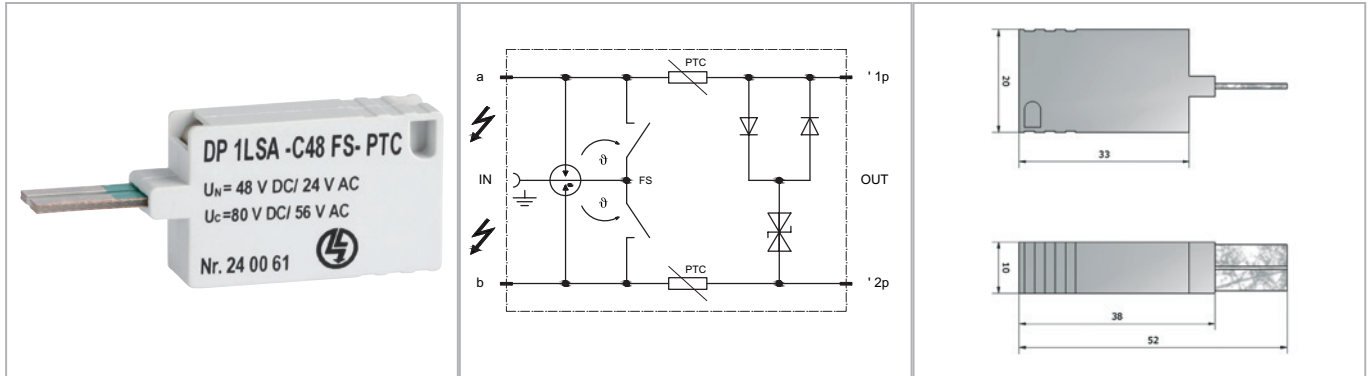 DP 1LSA -C48 FS- PTC
UN= 48 V DC/ 24 V AC
Uc=80 V DC/ 56 V AC
Nr. 24 00 61
PTC
a
' 1p
ϑ
IN
FS
OUT
ϑ
PTC
b
' 2p
20
33
10
38
52